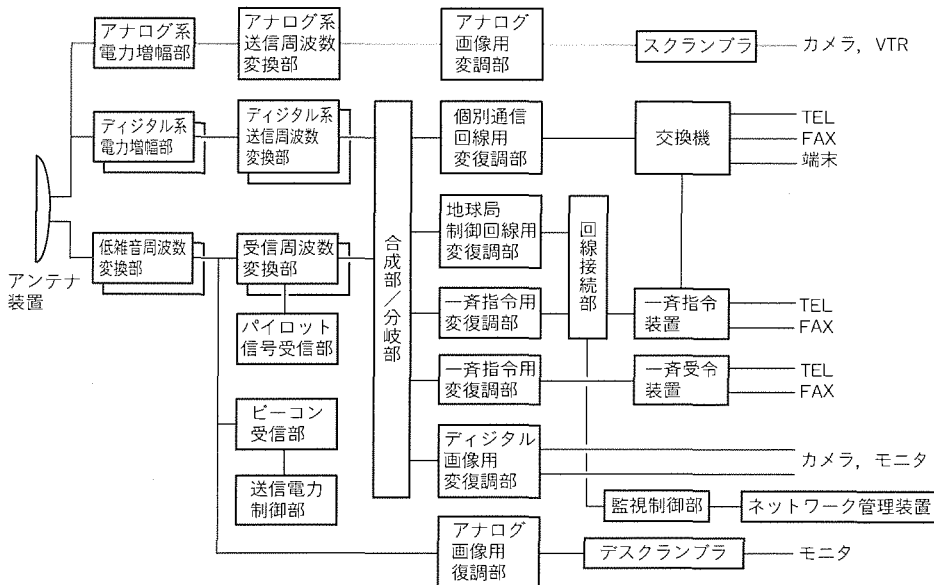 アナログ系
電力増幅部
アナログ系
送信周波数
変換部
アナログ
画像用
変調部
スクランブラ
カメラ，VTR
ディジタル系
電力増幅部
ディジタル系
送信周波数
変換部
個別通信
回線用
変復調部
交換機
TEL
FAX
端末
アンテナ
装置
低雑音周波数
変換部
受信周波数
変換部
パイロット
信号受信部
合成部／分岐部
地球局
制御回線用
変復調部
回線接続部
一斉指令用
変復調部
一斉指令
装置
TEL
FAX
一斉指令用
変復調部
一斉受令
装置
TEL
FAX
ビーコン
受信部
送信電力
制御部
ディジタル
画像用
変復調部
カメラ，モニタ
監視制御部
ネットワーク管理装置
アナログ
画像用
復調部
デスクランブラ
モニタ